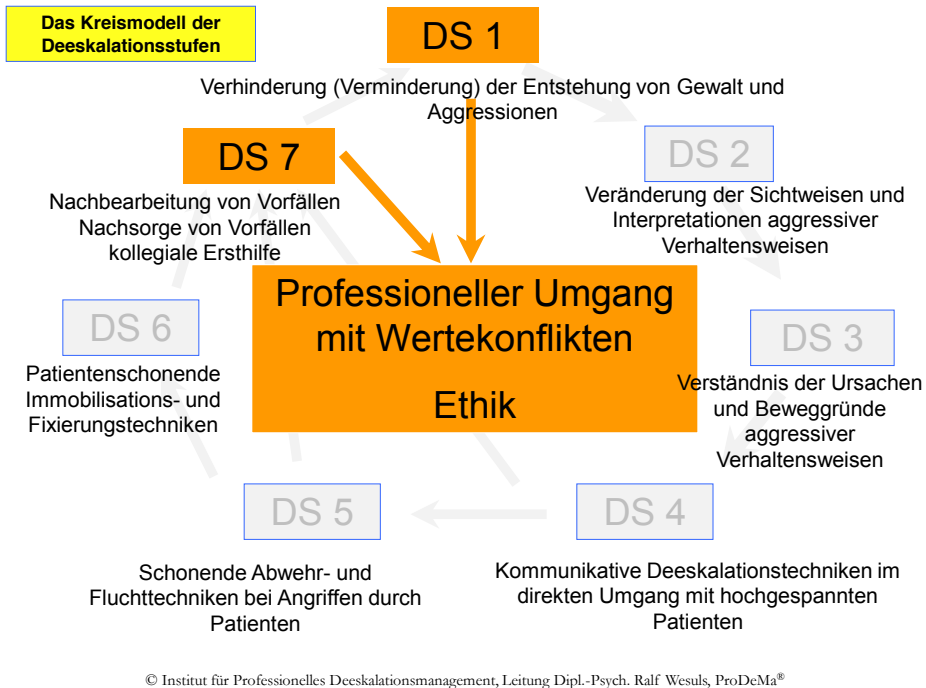 Das Kreismodell der
Deeskalationsstufen
DS 1
Verhinderung (Verminderung) der Entstehung von Gewalt und
Aggressionen
DS 2
Veränderung der Sichtweisen und
Interpretationen aggressiver
Verhaltensweisen
DS 3
Verständnis der Ursachen
und Beweggründe
aggressiver
Verhaltensweisen
DS 4
Kommunikative Deeskalationstechniken im
direkten Umgang mit hochgespannten
Patienten
DS 5
Schonende Abwehr- und
Fluchttechniken bei Angriffen durch
Patienten
DS 6
Patientenschonende
Immobilisations- und
Fixierungstechniken
DS 7
Nachbearbeitung von Vorfällen
Nachsorge von Vorfällen
kollegiale Ersthilfe
Professioneller Umgang
mit Wertekonflikten
Ethik
© Institut für Professionelles Deeskalationsmanagement, Leitung Dipl.-Psych. Ralf Wesuls, ProDeMa®